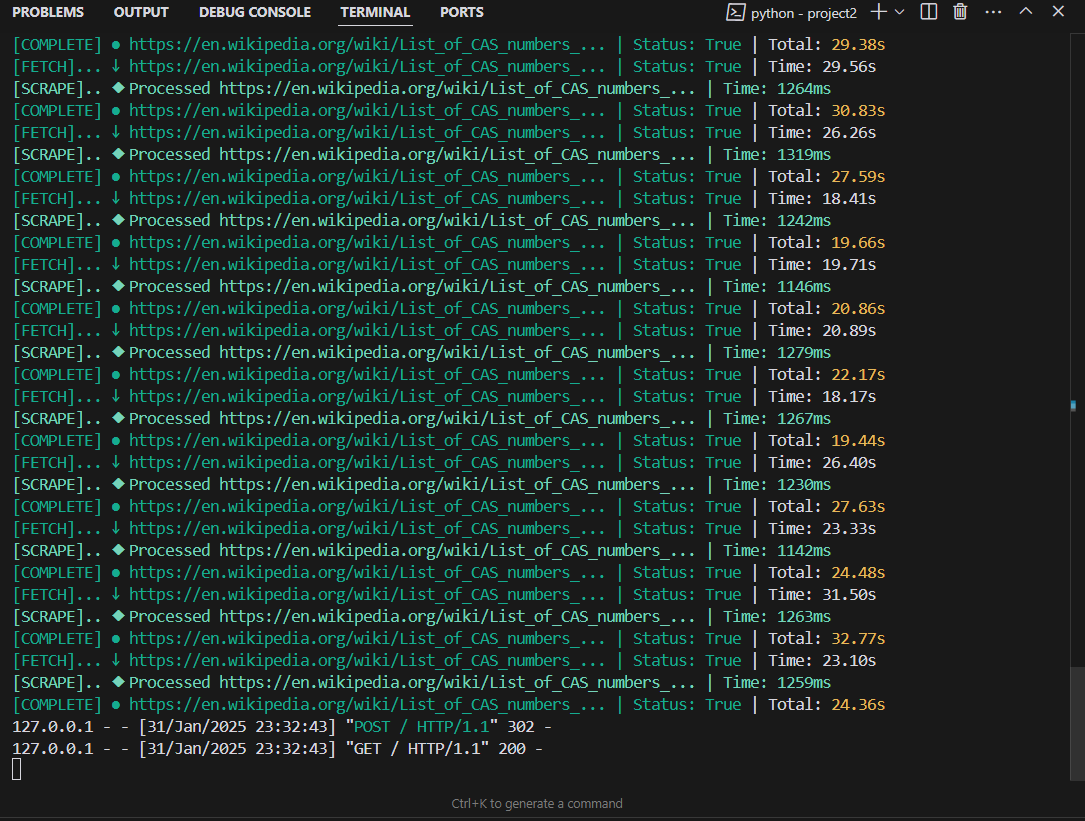 PROBLEMS OUTPUT DEBUG CONSOLE TERMINAL PORTS python - project2
[COMPLETE] ● https://en.wikipedia.org/wiki/List_of_CAS_numbers_... | Status: True | Total: 29.38s
[FETCH]... ↓ https://en.wikipedia.org/wiki/List_of_CAS_numbers_... | Status: True | Time: 29.56s
[SCRAPE].. ◆ Processed https://en.wikipedia.org/wiki/List_of_CAS_numbers_... | Time: 1264ms
[COMPLETE] ● https://en.wikipedia.org/wiki/List_of_CAS_numbers_... | Status: True | Total: 30.83s
[FETCH]... ↓ https://en.wikipedia.org/wiki/List_of_CAS_numbers_... | Status: True | Time: 26.26s
[SCRAPE].. ◆ Processed https://en.wikipedia.org/wiki/List_of_CAS_numbers_... | Time: 1319ms
[COMPLETE] ● https://en.wikipedia.org/wiki/List_of_CAS_numbers_... | Status: True | Total: 27.59s
[FETCH]... ↓ https://en.wikipedia.org/wiki/List_of_CAS_numbers_... | Status: True | Time: 18.41s
[SCRAPE].. ◆ Processed https://en.wikipedia.org/wiki/List_of_CAS_numbers_... | Time: 1242ms
[COMPLETE] ● https://en.wikipedia.org/wiki/List_of_CAS_numbers_... | Status: True | Total: 19.66s
[FETCH]... ↓ https://en.wikipedia.org/wiki/List_of_CAS_numbers_... | Status: True | Time: 19.71s
[SCRAPE].. ◆ Processed https://en.wikipedia.org/wiki/List_of_CAS_numbers_... | Time: 1146ms
[COMPLETE] ● https://en.wikipedia.org/wiki/List_of_CAS_numbers_... | Status: True | Total: 20.86s
[FETCH]... ↓ https://en.wikipedia.org/wiki/List_of_CAS_numbers_... | Status: True | Time: 20.89s
[SCRAPE].. ◆ Processed https://en.wikipedia.org/wiki/List_of_CAS_numbers_... | Time: 1279ms
[COMPLETE] ● https://en.wikipedia.org/wiki/List_of_CAS_numbers_... | Status: True | Total: 22.17s
[FETCH]... ↓ https://en.wikipedia.org/wiki/List_of_CAS_numbers_... | Status: True | Time: 18.17s
[SCRAPE].. ◆ Processed https://en.wikipedia.org/wiki/List_of_CAS_numbers_... | Time: 1267ms
[COMPLETE] ● https://en.wikipedia.org/wiki/List_of_CAS_numbers_... | Status: True | Total: 19.44s
[FETCH]... ↓ https://en.wikipedia.org/wiki/List_of_CAS_numbers_... | Status: True | Time: 26.40s
[SCRAPE].. ◆ Processed https://en.wikipedia.org/wiki/List_of_CAS_numbers_... | Time: 1230ms
[COMPLETE] ● https://en.wikipedia.org/wiki/List_of_CAS_numbers_... | Status: True | Total: 27.63s
[FETCH]... ↓ https://en.wikipedia.org/wiki/List_of_CAS_numbers_... | Status: True | Time: 23.33s
[SCRAPE].. ◆ Processed https://en.wikipedia.org/wiki/List_of_CAS_numbers_... | Time: 1142ms
[COMPLETE] ● https://en.wikipedia.org/wiki/List_of_CAS_numbers_... | Status: True | Total: 24.48s
[FETCH]... ↓ https://en.wikipedia.org/wiki/List_of_CAS_numbers_... | Status: True | Time: 31.50s
[SCRAPE].. ◆ Processed https://en.wikipedia.org/wiki/List_of_CAS_numbers_... | Time: 1263ms
[COMPLETE] ● https://en.wikipedia.org/wiki/List_of_CAS_numbers_... | Status: True | Total: 32.77s
[FETCH]... ↓ https://en.wikipedia.org/wiki/List_of_CAS_numbers_... | Status: True | Time: 23.10s
[SCRAPE].. ◆ Processed https://en.wikipedia.org/wiki/List_of_CAS_numbers_... | Time: 1259ms
[COMPLETE] ● https://en.wikipedia.org/wiki/List_of_CAS_numbers_... | Status: True | Total: 24.36s
127.0.0.1 - - [31/Jan/2025 23:32:43] "POST / HTTP/1.1" 302 -
127.0.0.1 - - [31/Jan/2025 23:32:43] "GET / HTTP/1.1" 200 -
Ctrl+K to generate a command